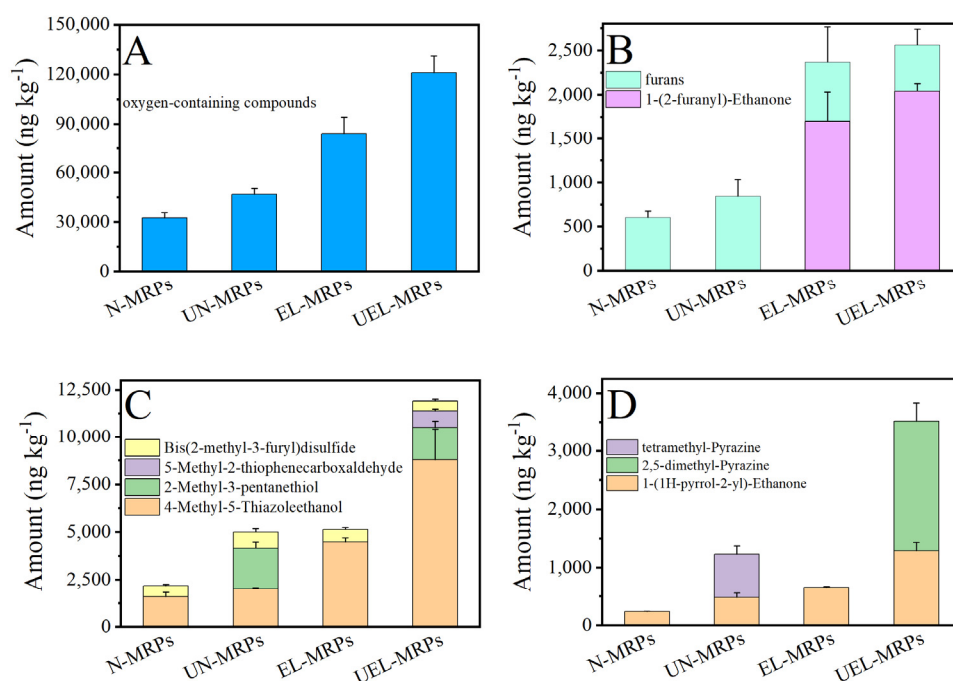 A
Amount (ng kg⁻¹)
150,000
120,000
90,000
60,000
30,000
0
oxygen-containing compounds
N-MRPs
UN-MRPs
EL-MRPs
UEL-MRPs
B
Amount (ng kg⁻¹)
2,500
2,000
1,500
1,000
500
0
furans
1-(2-furanyl)-Ethanone
N-MRPs
UN-MRPs
EL-MRPs
UEL-MRPs
C
Amount (ng kg⁻¹)
12,500
10,000
7,500
5,000
2,500
0
Bis(2-methyl-3-furyl)disulfide
5-Methyl-2-thiophenecarboxaldehyde
2-Methyl-3-pentanethiol
4-Methyl-5-Thiazoleethanol
N-MRPs
UN-MRPs
EL-MRPs
UEL-MRPs
D
Amount (ng kg⁻¹)
4,000
3,000
2,000
1,000
0
tetramethyl-Pyrazine
2,5-dimethyl-Pyrazine
1-(1H-pyrrol-2-yl)-Ethanone
N-MRPs
UN-MRPs
EL-MRPs
UEL-MRPs